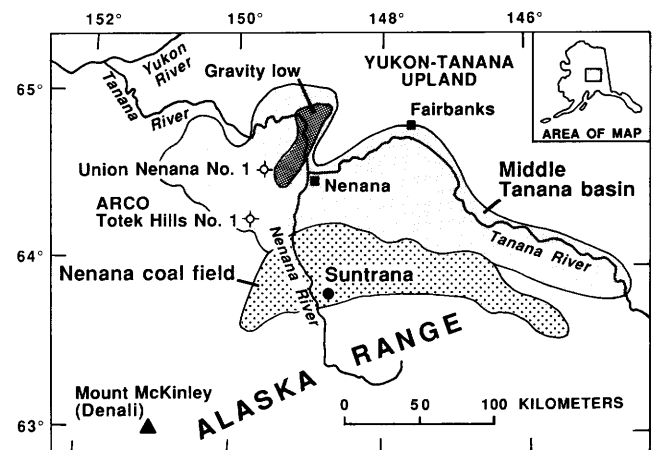 152°
150°
148°
146°
65°
64°
63°
Yukon
River
Tanana
River
Gravity low
YUKON-TANANA
UPLAND
Fairbanks
AREA OF MAP
Union Nenana No. 1
Nenana
ARCO
Totek Hills No. 1
Middle
Tanana basin
Tanana River
Nenana River
Nenana coal field
Suntrana
ALASKA RANGE
Mount McKinley
(Denali)
0 50 100 KILOMETERS